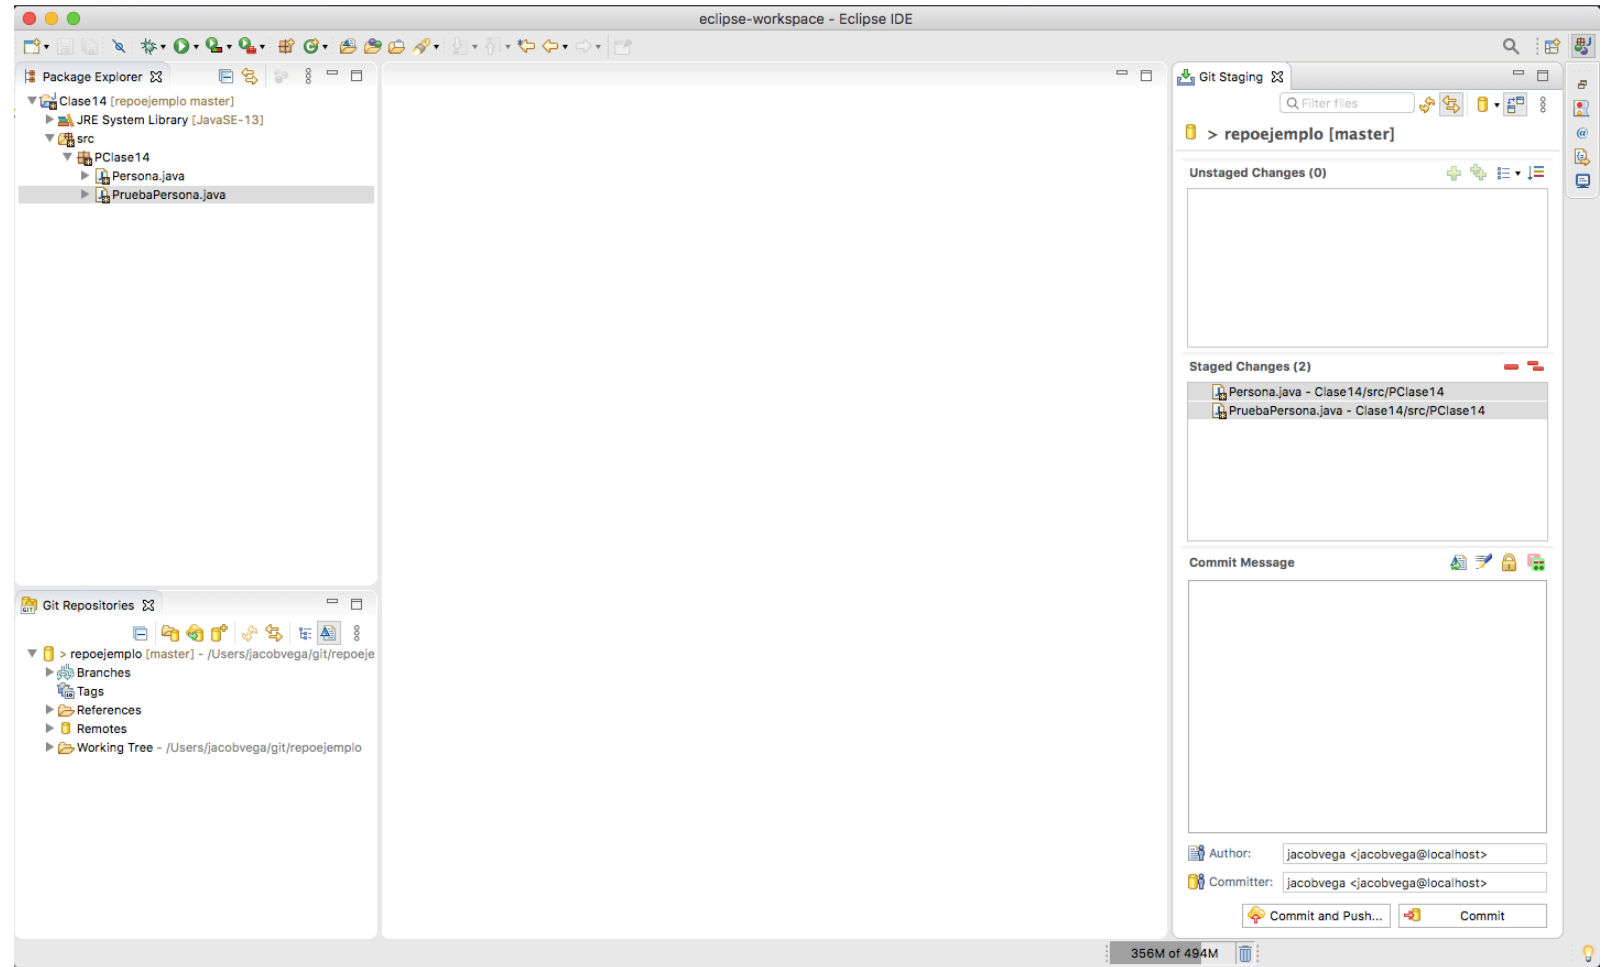 eclipse-workspace - Eclipse IDE
Package Explorer
Clase14 [repoejemplo master]
JRE System Library [JavaSE-13]
src
PClase14
Persona.java
PruebaPersona.java
Git Repositories
> repoejemplo [master] - /Users/jacobvega/git/repoeje
Branches
Tags
References
Remotes
Working Tree - /Users/jacobvega/git/repoejemplo
Git Staging
Filter files
> repoejemplo [master]
Unstaged Changes (0)
Staged Changes (2)
Persona.java - Clase14/src/PClase14
PruebaPersona.java - Clase14/src/PClase14
Commit Message
Author: jacobvega <jacobvega@localhost>
Committer: jacobvega <jacobvega@localhost>
Commit and Push... Commit
356M of 494M